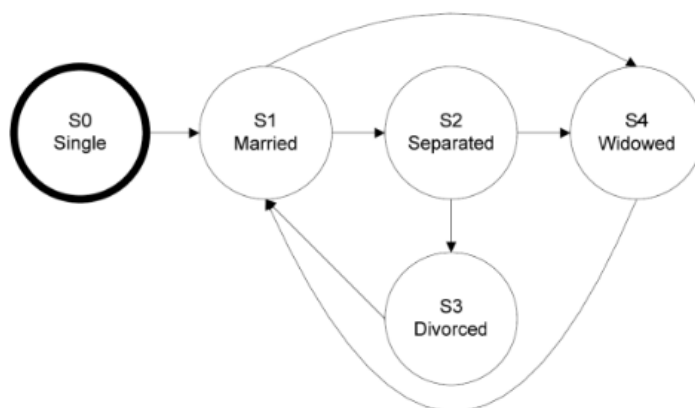 S0
Single
S1
Married
S2
Separated
S4
Widowed
S3
Divorced